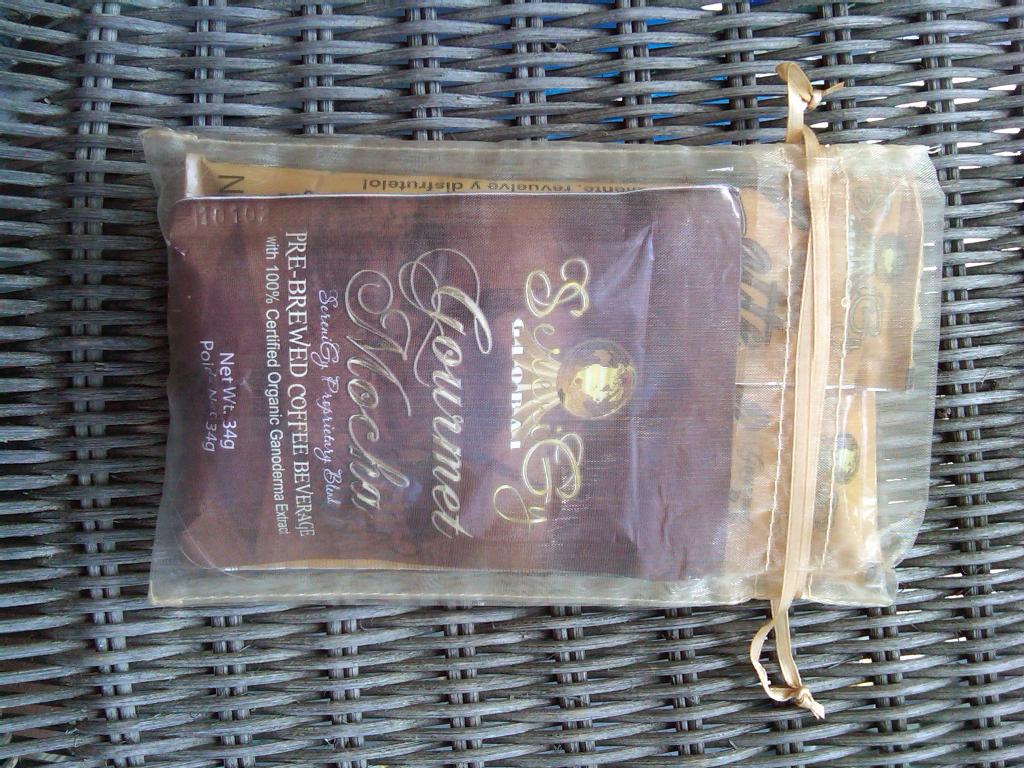 SereniGy
GLOBAL
Gourmet
Mocha
SereniGy Proprietary Blend
PRE-BREWED COFFEE BEVERAGE
with 100% Certified Organic Ganoderma Extract
Net Wt. 34g
34g
revuelve y disfrutelo!
N